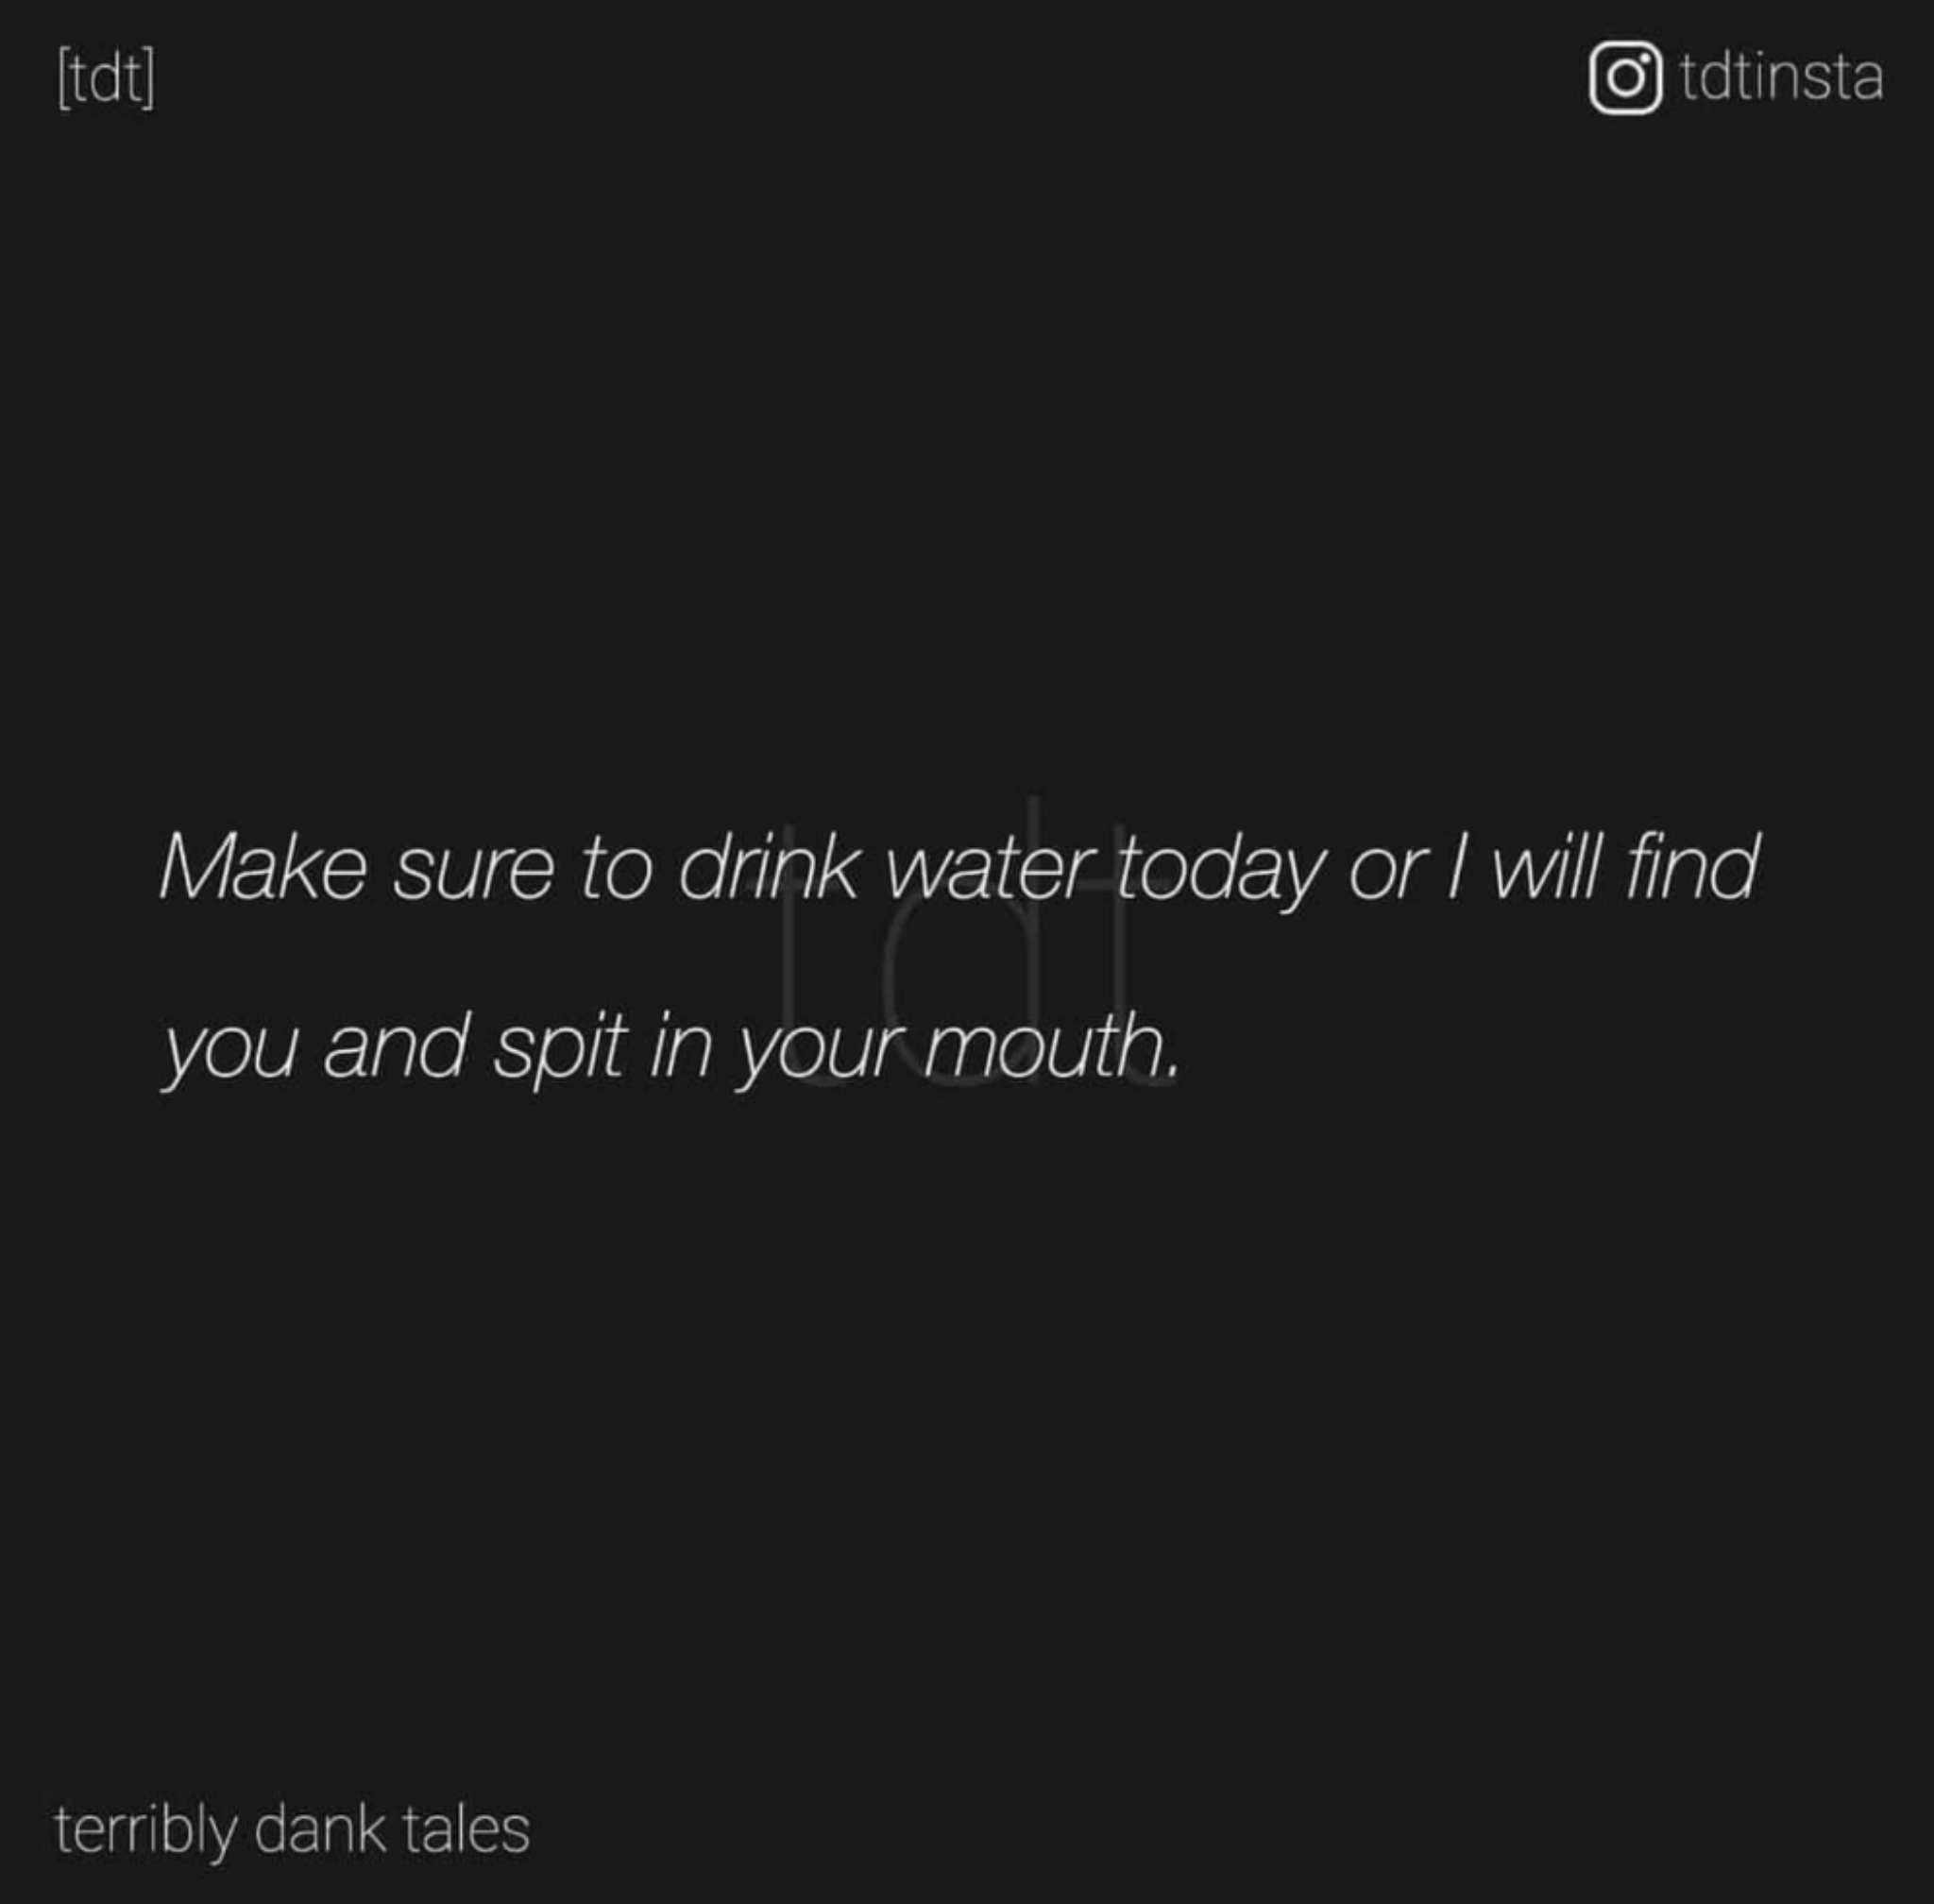 [tdt]
tdtinsta
tdt
Make sure to drink water today or I will find
you and spit in your mouth.
terribly dank tales